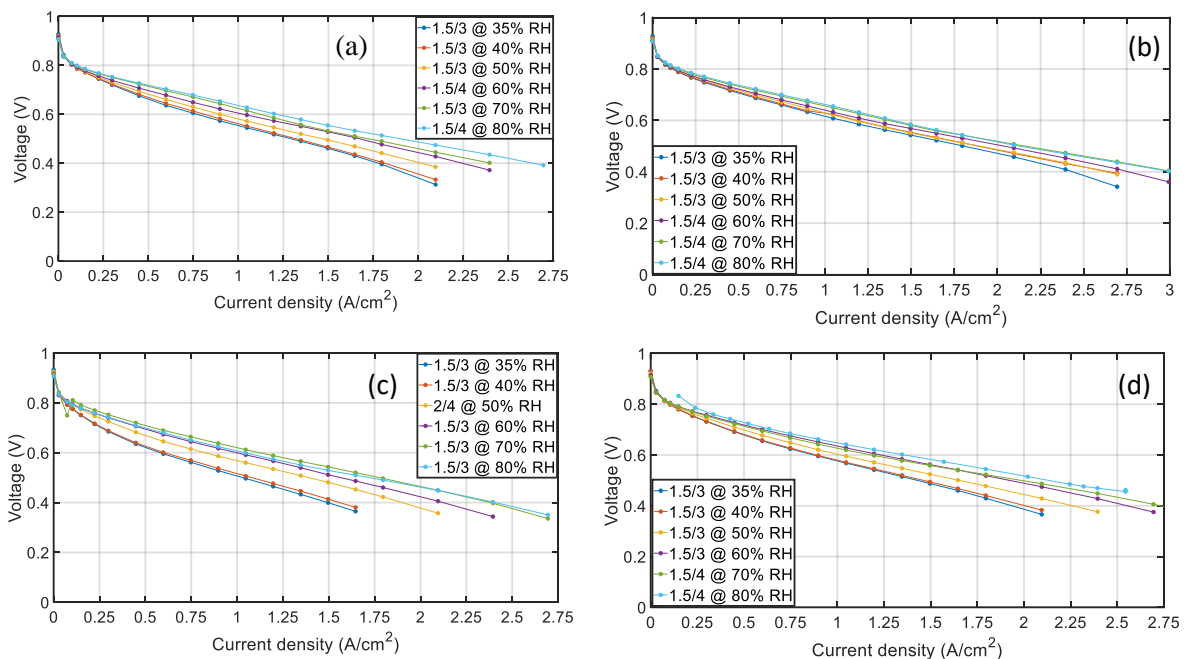 (a)
1.5/3 @ 35% RH
1.5/3 @ 40% RH
1.5/3 @ 50% RH
1.5/4 @ 60% RH
1.5/3 @ 70% RH
1.5/4 @ 80% RH
Voltage (V)
1
0.8
0.6
0.4
0.2
0
0 0.25 0.5 0.75 1 1.25 1.5 1.75 2 2.25 2.5 2.75
Current density (A/cm2)
(b)
1.5/3 @ 35% RH
1.5/3 @ 40% RH
1.5/3 @ 50% RH
1.5/4 @ 60% RH
1.5/4 @ 70% RH
1.5/4 @ 80% RH
Voltage (V)
1
0.8
0.6
0.4
0.2
0
0 0.25 0.5 0.75 1 1.25 1.5 1.75 2 2.25 2.5 2.75 3
Current density (A/cm2)
(c)
1.5/3 @ 35% RH
1.5/3 @ 40% RH
2/4 @ 50% RH
1.5/3 @ 60% RH
1.5/3 @ 70% RH
1.5/3 @ 80% RH
Voltage (V)
1
0.8
0.6
0.4
0.2
0
0 0.25 0.5 0.75 1 1.25 1.5 1.75 2 2.25 2.5 2.75
Current density (A/cm2)
(d)
1.5/3 @ 35% RH
1.5/3 @ 40% RH
1.5/3 @ 50% RH
1.5/3 @ 60% RH
1.5/4 @ 70% RH
1.5/4 @ 80% RH
Voltage (V)
1
0.8
0.6
0.4
0.2
0
0 0.25 0.5 0.75 1 1.25 1.5 1.75 2 2.25 2.5 2.75
Current density (A/cm2)